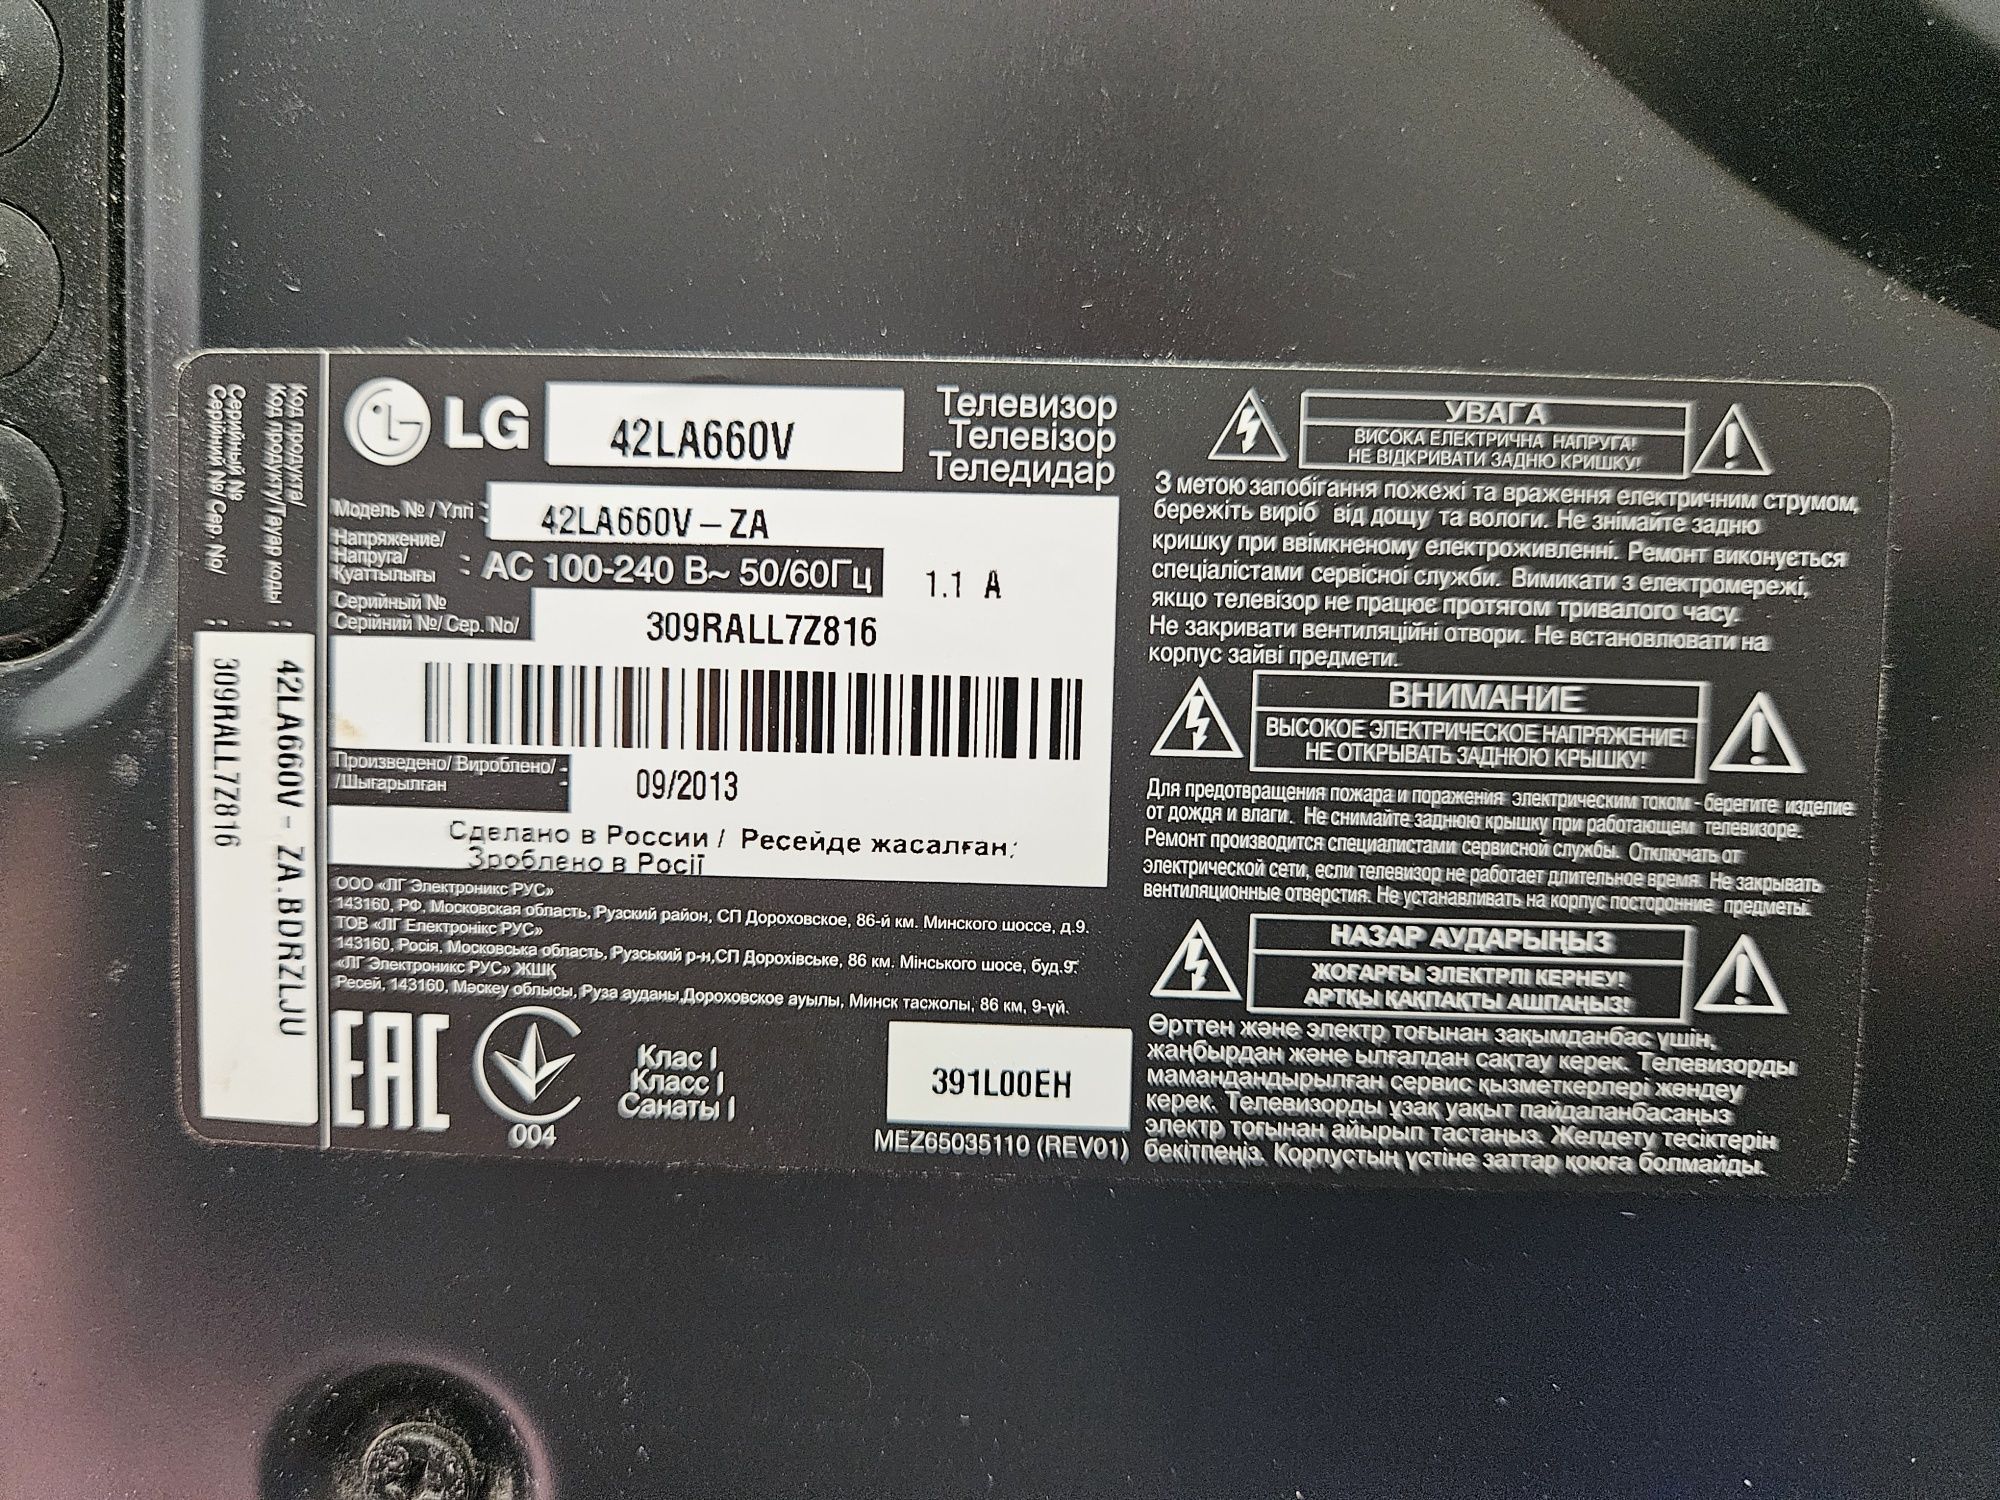 Код продукта/
Код продукту/Тауар коды :
Серийный №
Серійний №/ Сер. No/ :
42LA660V - ZA.BDRZLJU
309RALL7Z816
LG
42LA660V
Телевизор
Телевізор
Теледидар
Модель № / Үлгі :
42LA660V – ZA
Напряжение/
Напруга/
Қуаттылығы
: AC 100-240 В~ 50/60Гц
1.1 A
Серийный №
Серійний №/ Сер. No/
309RALL7Z816
Произведено/ Вироблено/
/Шығарылған
09/2013
Сделано в России / Ресейде жасалған;
Зроблено в Росії
ООО «ЛГ Электроникс РУС»
143160, РФ, Московская область, Рузский район, СП Дороховское, 86-й км. Минского шоссе, д.9.
ТОВ «ЛГ Електронікс РУС»
143160, Росія, Московська область, Рузський р-н,СП Дорохівське, 86 км. Мінського шосе, буд.9.
«ЛГ Электроникс РУС» ЖШҚ
Ресей, 143160, Мәскеу облысы, Руза ауданы,Дороховское ауылы, Минск тасжолы, 86 км, 9-үй.
EAC
004
Клас I
Класс I
Санаты I
391L00EH
MEZ65035110 (REV01)
УВАГА
ВИСОКА ЕЛЕКТРИЧНА НАПРУГА!
НЕ ВІДКРИВАТИ ЗАДНЮ КРИШКУ!
З метою запобігання пожежі та враження електричним струмом,
бережіть виріб від дощу та вологи. Не знімайте задню
кришку при ввімкненому електроживленні. Ремонт виконується
спеціалістами сервісної служби. Вимикати з електромережі,
якщо телевізор не працює протягом тривалого часу.
Не закривати вентиляційні отвори. Не встановлювати на
корпус зайві предмети.
ВНИМАНИЕ
ВЫСОКОЕ ЭЛЕКТРИЧЕСКОЕ НАПРЯЖЕНИЕ!
НЕ ОТКРЫВАТЬ ЗАДНЮЮ КРЫШКУ!
Для предотвращения пожара и поражения электрическим током - берегите изделие
от дождя и влаги. Не снимайте заднюю крышку при работающем телевизоре.
Ремонт производится специалистами сервисной службы. Отключать от
электрической сети, если телевизор не работает длительное время. Не закрывать
вентиляционные отверстия. Не устанавливать на корпус посторонние предметы.
НАЗАР АУДАРЫҢЫЗ
ЖОҒАРҒЫ ЭЛЕКТРЛІ КЕРНЕУ!
АРТҚЫ ҚАҚПАҚТЫ АШПАҢЫЗ!
Өрттен және электр тоғынан зақымданбас үшін,
жаңбырдан және ылғалдан сақтау керек. Телевизорды
мамандандырылған сервис қызметкерлері жөндеу
керек. Телевизорды ұзақ уақыт пайдаланбасаңыз
электр тоғынан айырып тастаңыз. Желдету тесіктерін
бекітпеңіз. Корпустың үстіне заттар қоюға болмайды.